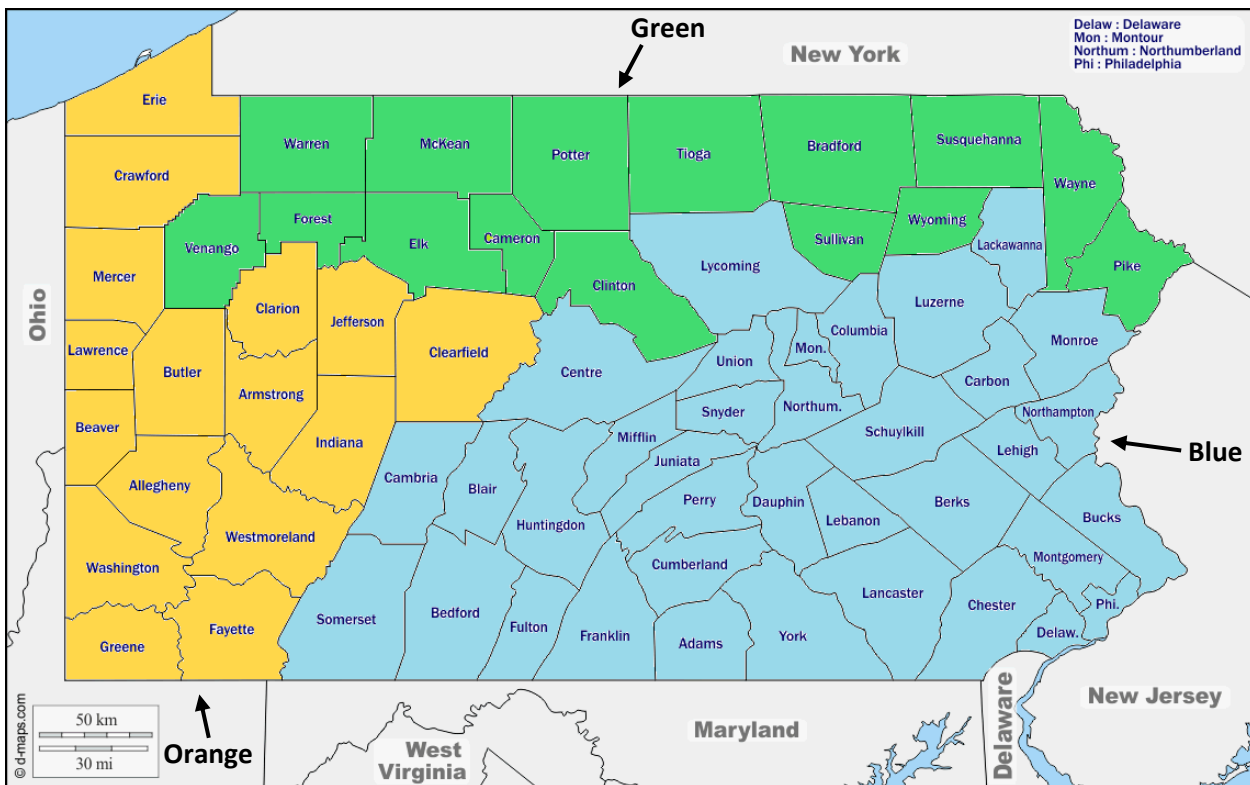 Green
New York
Delaw : Delaware
Mon : Montour
Northum : Northumberland
Phi : Philadelphia
Erie
Warren
McKean
Potter
Tioga
Bradford
Susquehanna
Wayne
Crawford
Venango
Forest
Elk
Cameron
Sullivan
Wyoming
Lackawanna
Pike
Mercer
Clarion
Jefferson
Clinton
Lycoming
Luzerne
Columbia
Monroe
Ohio
Lawrence
Butler
Clearfield
Centre
Union
Mon.
Carbon
Armstrong
Snyder
Northum.
Northampton
Beaver
Indiana
Mifflin
Schuylkill
Lehigh
Blue
Allegheny
Cambria
Blair
Juniata
Perry
Dauphin
Lebanon
Berks
Bucks
Westmoreland
Huntingdon
Washington
Cumberland
Montgomery
Lancaster
Chester
Phi.
Greene
Fayette
Somerset
Bedford
Fulton
Franklin
Adams
York
Delaw.
© d-maps.com
50 km
30 mi
Orange
West
Virginia
Maryland
Delaware
New Jersey